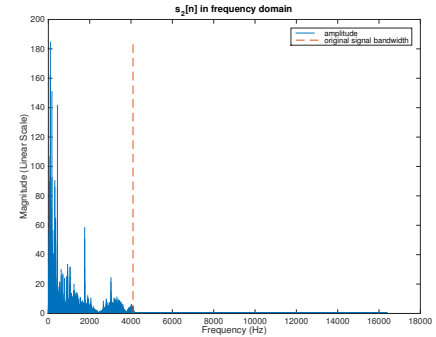 s2[n] in frequency domain
amplitude
original signal bandwidth
Magnitude (Linear Scale)
200
180
160
140
120
100
80
60
40
20
0
0 2000 4000 6000 8000 10000 12000 14000 16000 18000
Frequency (Hz)